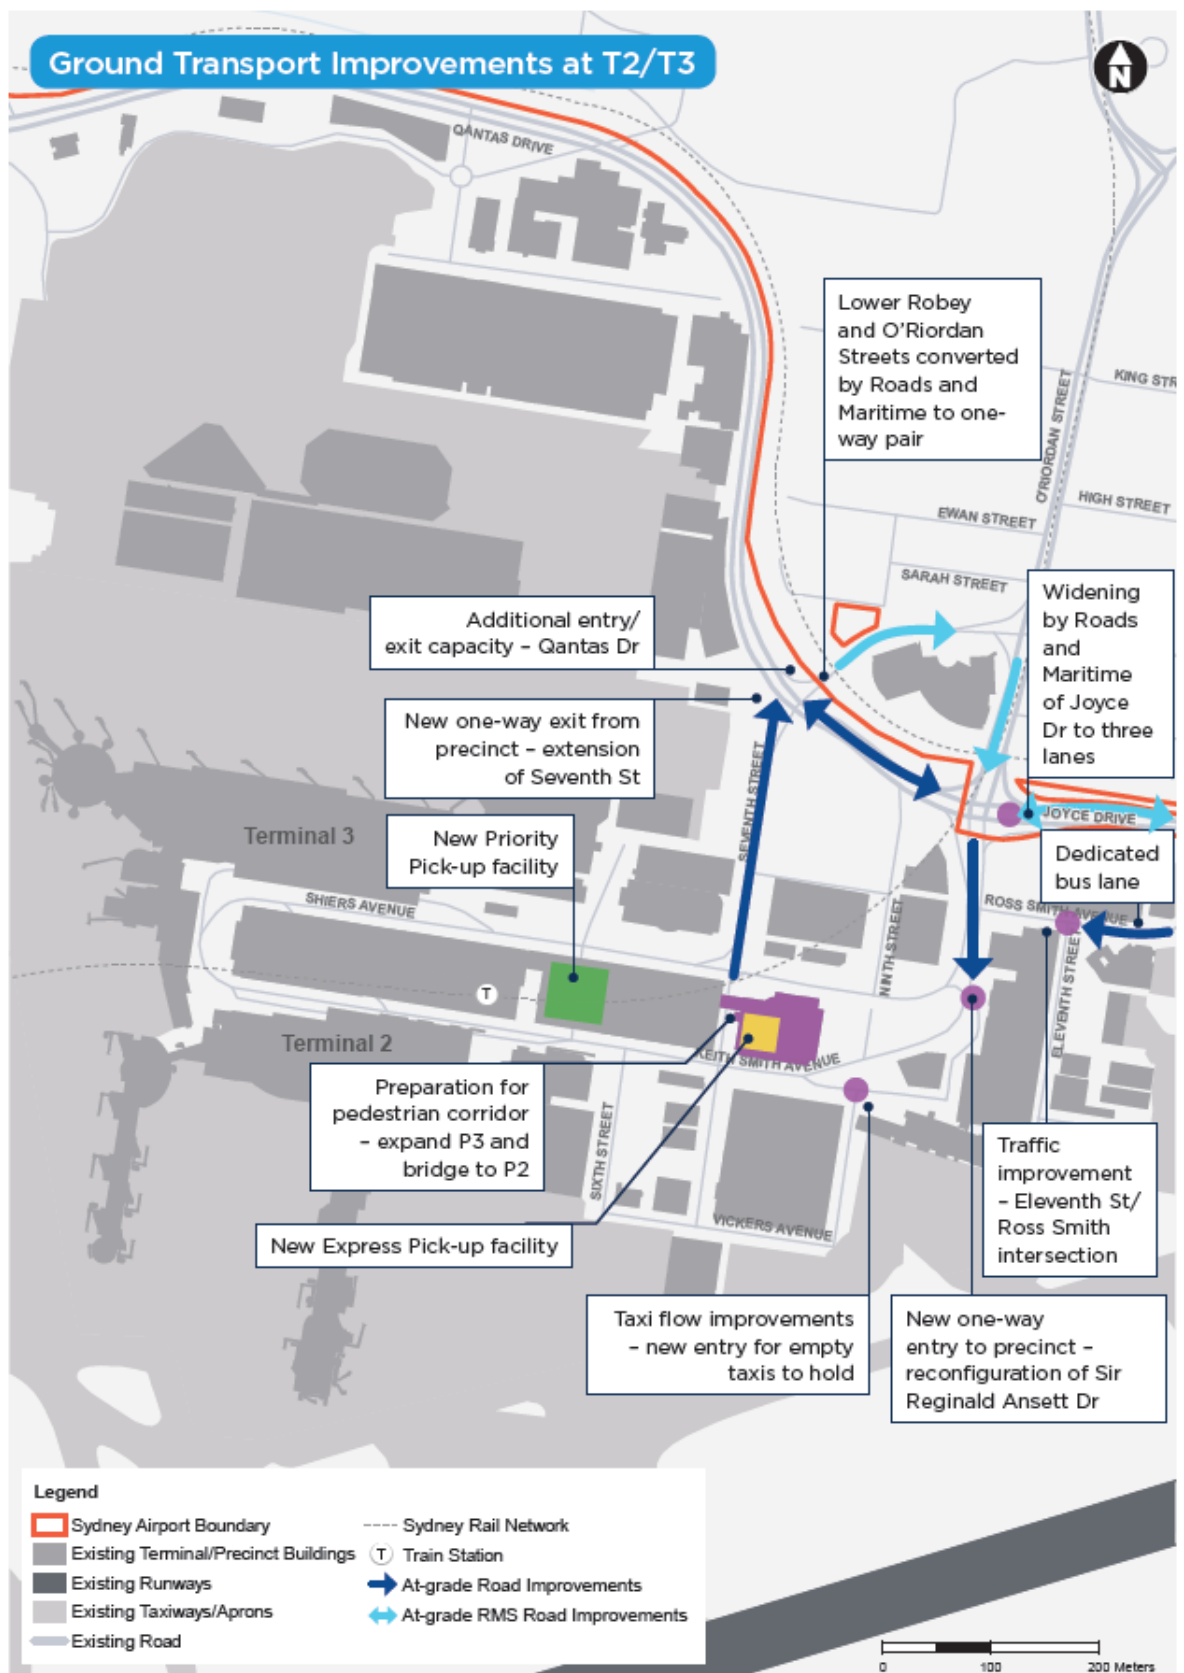 Ground Transport Improvements at T2/T3
N
QANTAS DRIVE
Lower Robey
and O'Riordan
Streets converted
by Roads and
Maritime to one-
way pair
KING STR
O'RIORDAN STREET
HIGH STREET
EWAN STREET
SARAH STREET
Widening
by Roads
and
Maritime
of Joyce
Dr to three
lanes
Additional entry/
exit capacity – Qantas Dr
New one-way exit from
precinct – extension
of Seventh St
SEVENTH STREET
JOYCE DRIVE
Terminal 3
New Priority
Pick-up facility
Dedicated
bus lane
SHIERS AVENUE
ROSS SMITH AVENUE
NINTH STREET
ELEVENTH STREET
T
Terminal 2
KEITH SMITH AVENUE
Preparation for
pedestrian corridor
– expand P3 and
bridge to P2
SIXTH STREET
Traffic
improvement
– Eleventh St/
Ross Smith
intersection
VICKERS AVENUE
New Express Pick-up facility
Taxi flow improvements
– new entry for empty
taxis to hold
New one-way
entry to precinct –
reconfiguration of Sir
Reginald Ansett Dr
Legend
Sydney Airport Boundary
Existing Terminal/Precinct Buildings
Existing Runways
Existing Taxiways/Aprons
Existing Road
Sydney Rail Network
T Train Station
At-grade Road Improvements
At-grade RMS Road Improvements
0 100 200 Meters